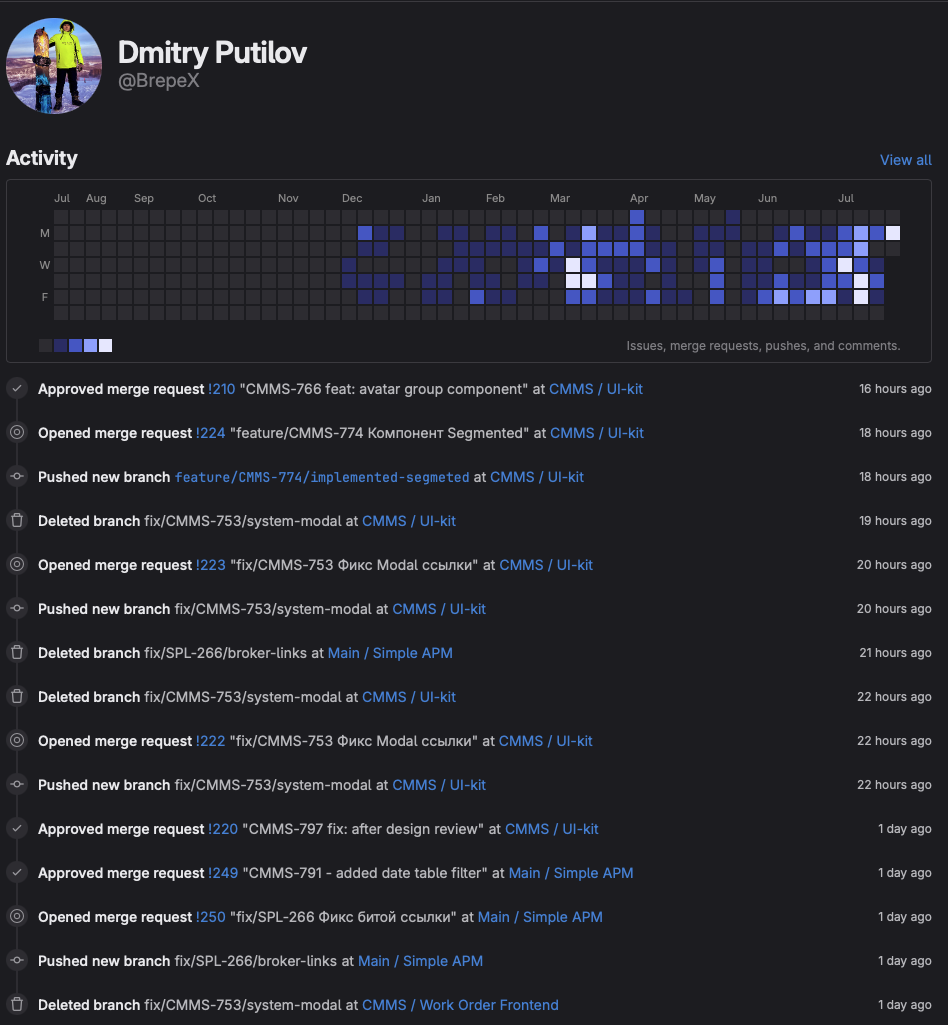 Dmitry Putilov
@BrepeX
Activity
View all
Jul Aug Sep Oct Nov Dec Jan Feb Mar Apr May Jun Jul
M
W
F
Issues, merge requests, pushes, and comments.
Approved merge request !210 "CMMS-766 feat: avatar group component" at CMMS / UI-kit 16 hours ago
Opened merge request !224 "feature/CMMS-774 Компонент Segmented" at CMMS / UI-kit 18 hours ago
Pushed new branch feature/CMMS-774/implemented-segmeted at CMMS / UI-kit 18 hours ago
Deleted branch fix/CMMS-753/system-modal at CMMS / UI-kit 19 hours ago
Opened merge request !223 "fix/CMMS-753 Фикс Modal ссылки" at CMMS / UI-kit 20 hours ago
Pushed new branch fix/CMMS-753/system-modal at CMMS / UI-kit 20 hours ago
Deleted branch fix/SPL-266/broker-links at Main / Simple APM 21 hours ago
Deleted branch fix/CMMS-753/system-modal at CMMS / UI-kit 22 hours ago
Opened merge request !222 "fix/CMMS-753 Фикс Modal ссылки" at CMMS / UI-kit 22 hours ago
Pushed new branch fix/CMMS-753/system-modal at CMMS / UI-kit 22 hours ago
Approved merge request !220 "CMMS-797 fix: after design review" at CMMS / UI-kit 1 day ago
Approved merge request !249 "CMMS-791 - added date table filter" at Main / Simple APM 1 day ago
Opened merge request !250 "fix/SPL-266 Фикс битой ссылки" at Main / Simple APM 1 day ago
Pushed new branch fix/SPL-266/broker-links at Main / Simple APM 1 day ago
Deleted branch fix/CMMS-753/system-modal at CMMS / Work Order Frontend 1 day ago